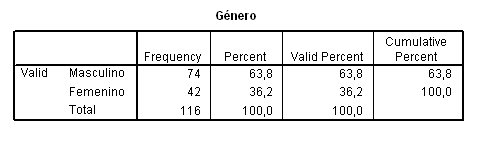 Género
Frequency Percent Valid Percent Cumulative Percent
Valid Masculino 74 63,8 63,8 63,8
Femenino 42 36,2 36,2 100,0
Total 116 100,0 100,0